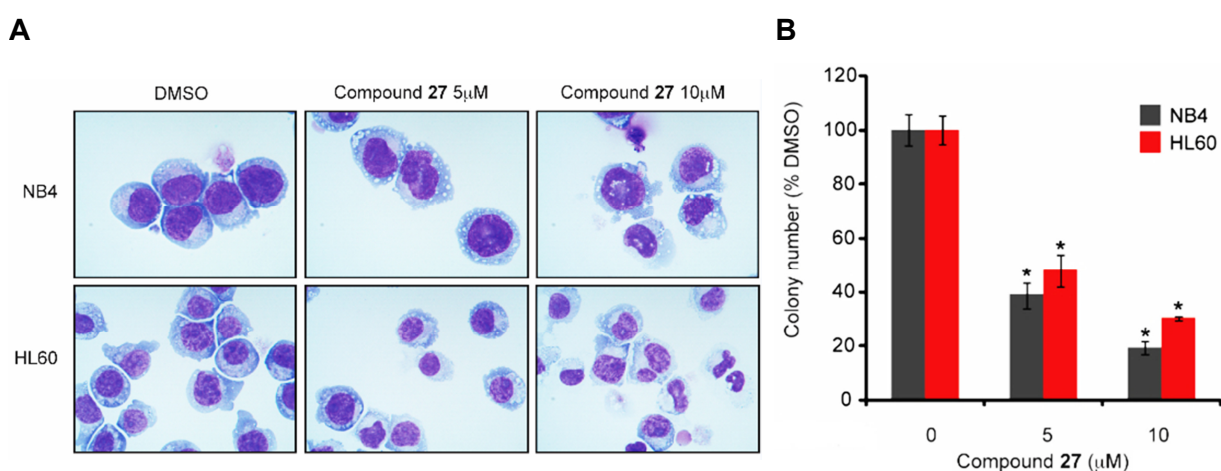 A
B
DMSO
Compound 27 5μM
Compound 27 10μM
NB4
HL60
Colony number (% DMSO)
120
100
80
60
40
20
0
NB4
HL60
*
*
*
*
0
5
10
Compound 27 (μM)